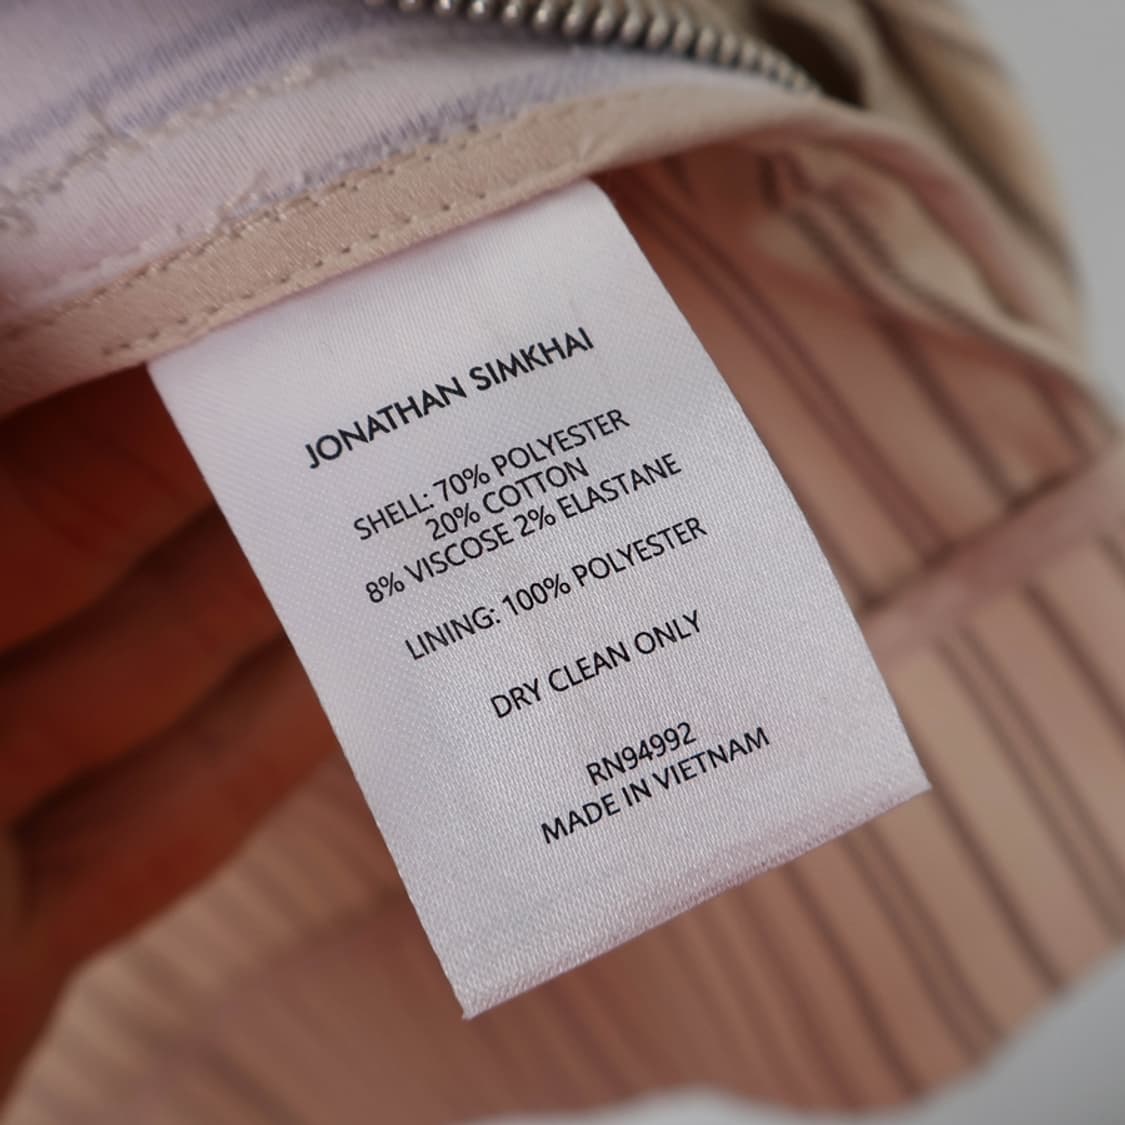 JONATHAN SIMKHAI
SHELL: 70% POLYESTER
20% COTTON
8% VISCOSE 2% ELASTANE
LINING: 100% POLYESTER
DRY CLEAN ONLY
RN94992
MADE IN VIETNAM